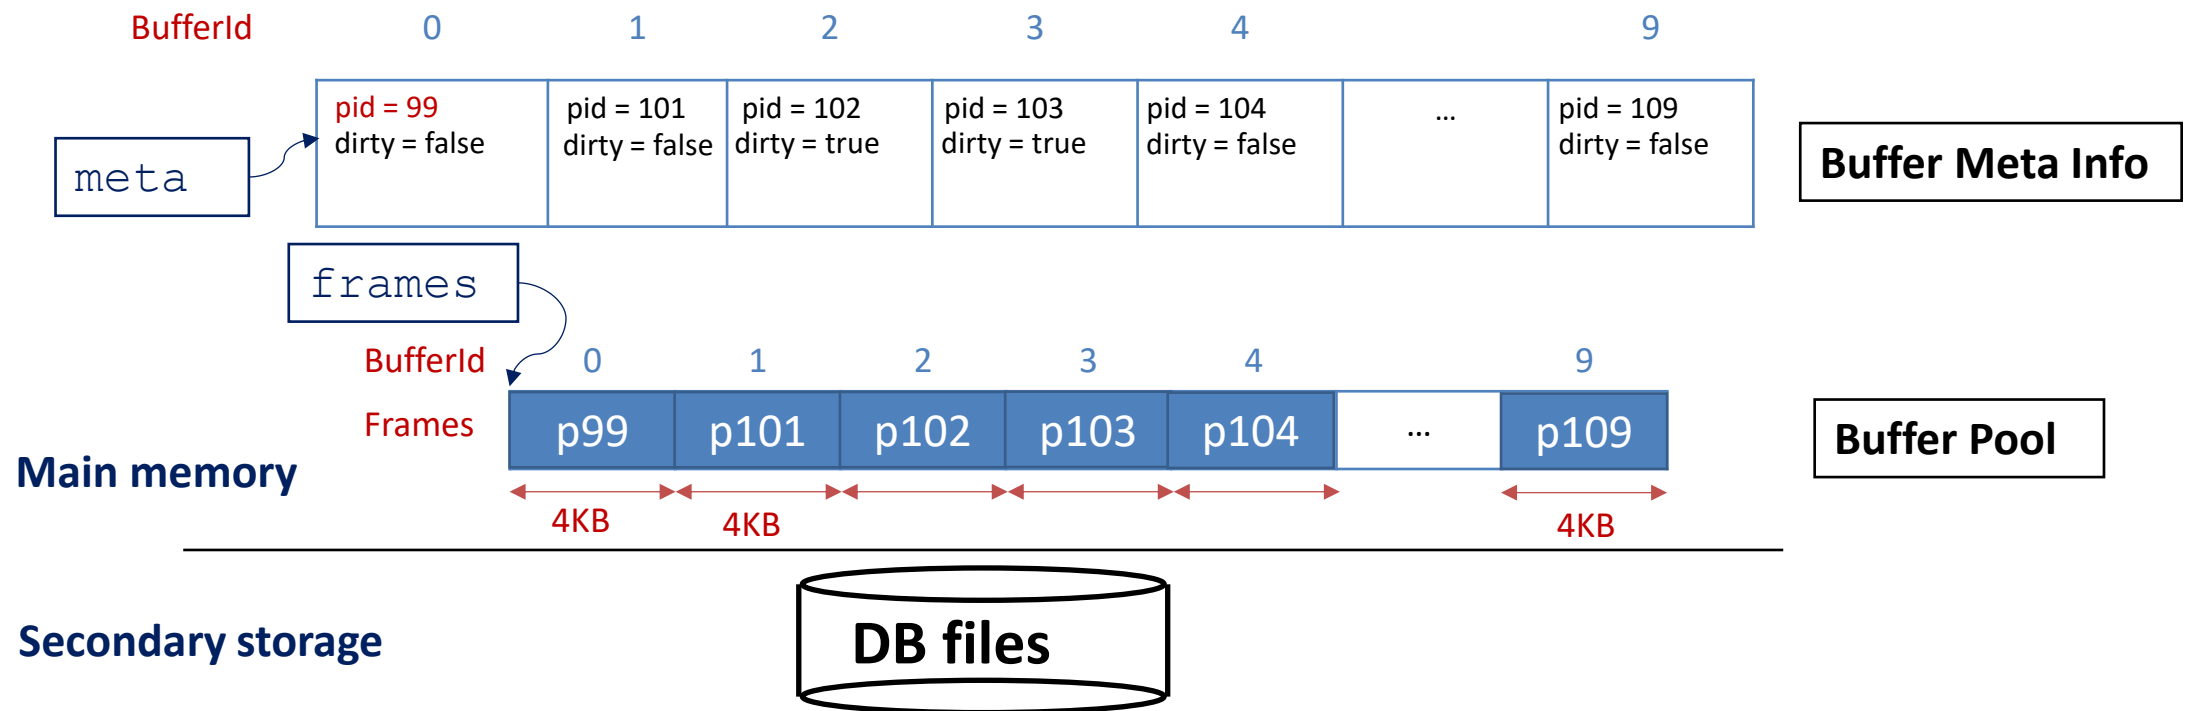 BufferId 0 1 2 3 4 9
pid = 99 pid = 101 pid = 102 pid = 103 pid = 104 ... pid = 109
dirty = false dirty = false dirty = true dirty = true dirty = false dirty = false
meta
Buffer Meta Info
frames
BufferId 0 1 2 3 4 9
Frames p99 p101 p102 p103 p104 ... p109
Buffer Pool
Main memory
4KB 4KB 4KB
DB files
Secondary storage